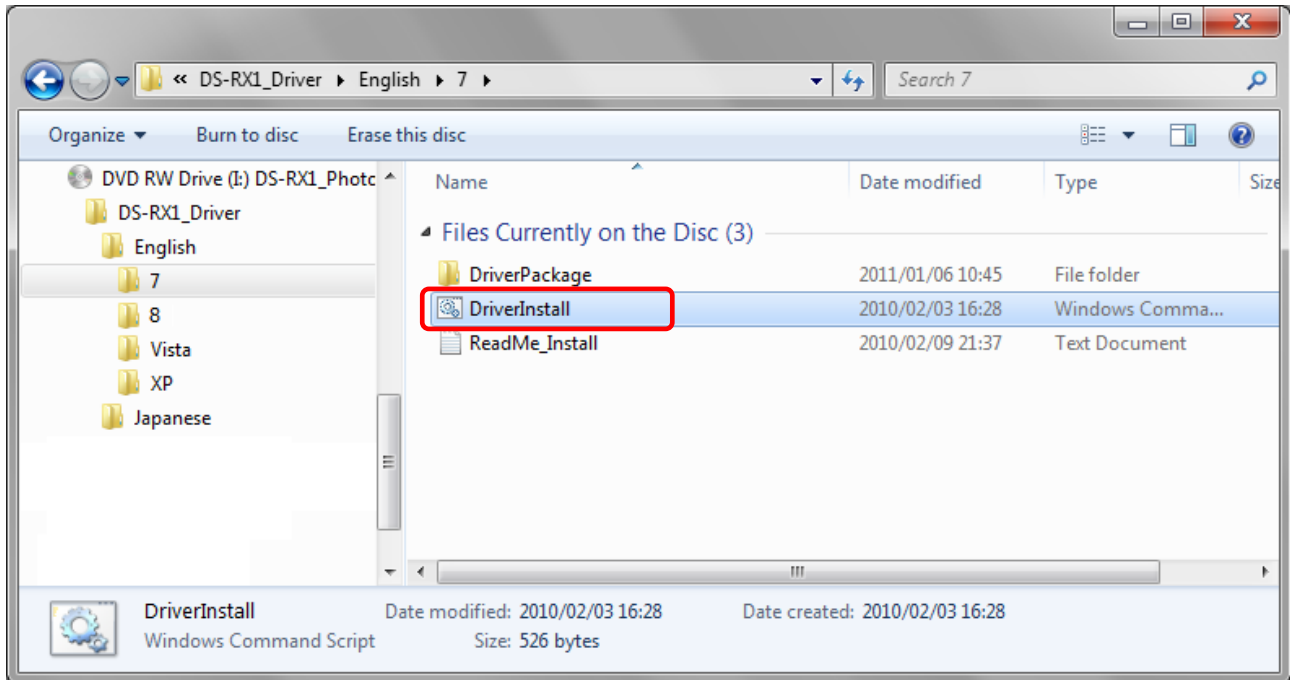 « DS-RX1_Driver ▸ English ▸ 7 ▸
Search 7
Organize ▼ Burn to disc Erase this disc
DVD RW Drive (I:) DS-RX1_Photc
DS-RX1_Driver
English
7
8
Vista
XP
Japanese
Name Date modified Type Size
Files Currently on the Disc (3)
DriverPackage 2011/01/06 10:45 File folder
DriverInstall 2010/02/03 16:28 Windows Comma...
ReadMe_Install 2010/02/09 21:37 Text Document
DriverInstall Date modified: 2010/02/03 16:28 Date created: 2010/02/03 16:28
Windows Command Script Size: 526 bytes